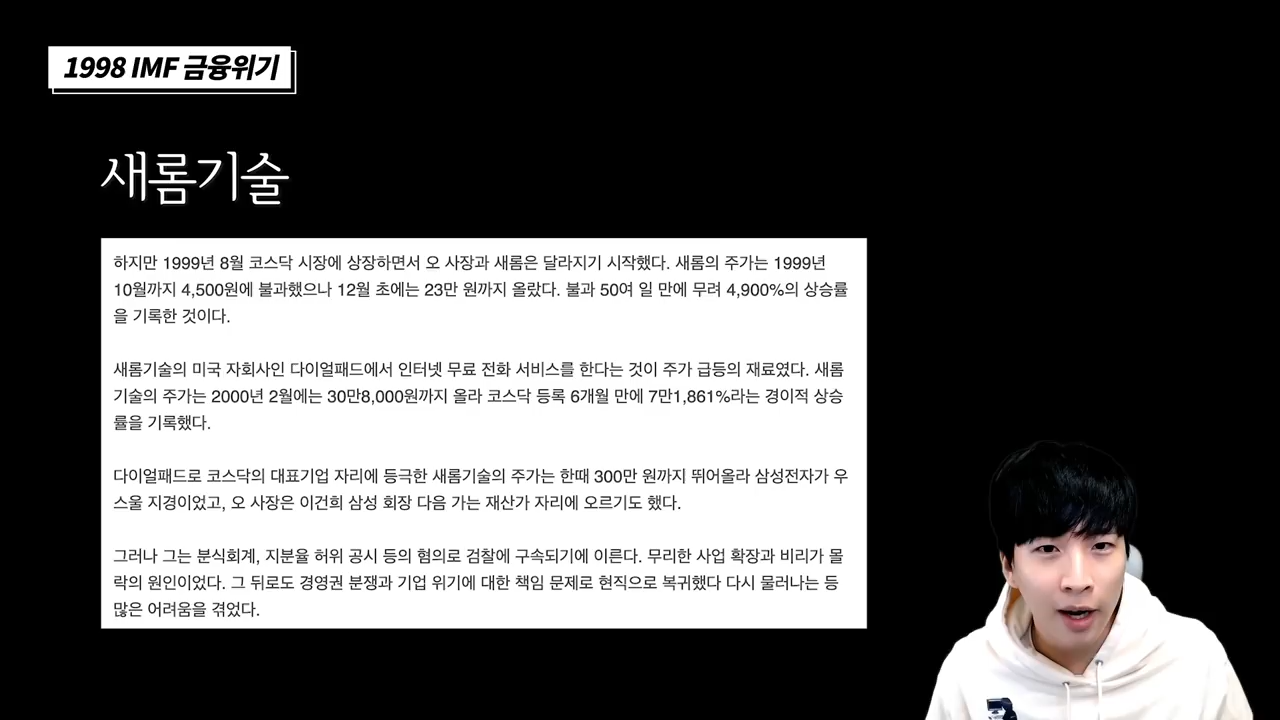 1998 IMF 금융위기
새롬기술
하지만 1999년 8월 코스닥 시장에 상장하면서 오 사장과 새롬은 달라지기 시작했다. 새롬의 주가는 1999년
10월까지 4,500원에 불과했으나 12월 초에는 23만 원까지 올랐다. 불과 50여 일 만에 무려 4,900%의 상승률
을 기록한 것이다.
새롬기술의 미국 자회사인 다이얼패드에서 인터넷 무료 전화 서비스를 한다는 것이 주가 급등의 재료였다. 새롬
기술의 주가는 2000년 2월에는 30만8,000원까지 올라 코스닥 등록 6개월 만에 7만1,861%라는 경이적 상승
률을 기록했다.
다이얼패드로 코스닥의 대표기업 자리에 등극한 새롬기술의 주가는 한때 300만 원까지 뛰어올라 삼성전자가 우
스울 지경이었고, 오 사장은 이건희 삼성 회장 다음 가는 재산가 자리에 오르기도 했다.
그러나 그는 분식회계, 지분율 허위 공시 등의 혐의로 검찰에 구속되기에 이른다. 무리한 사업 확장과 비리가 몰
락의 원인이었다. 그 뒤로도 경영권 분쟁과 기업 위기에 대한 책임 문제로 현직으로 복귀했다 다시 물러나는 등
많은 어려움을 겪었다.